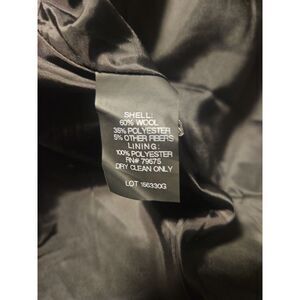 SHELL:
60% WOOL
35% POLYESTER
5% OTHER FIBERS
LINING:
100% POLYESTER
RN# 79675
DRY CLEAN ONLY
LOT 156330G